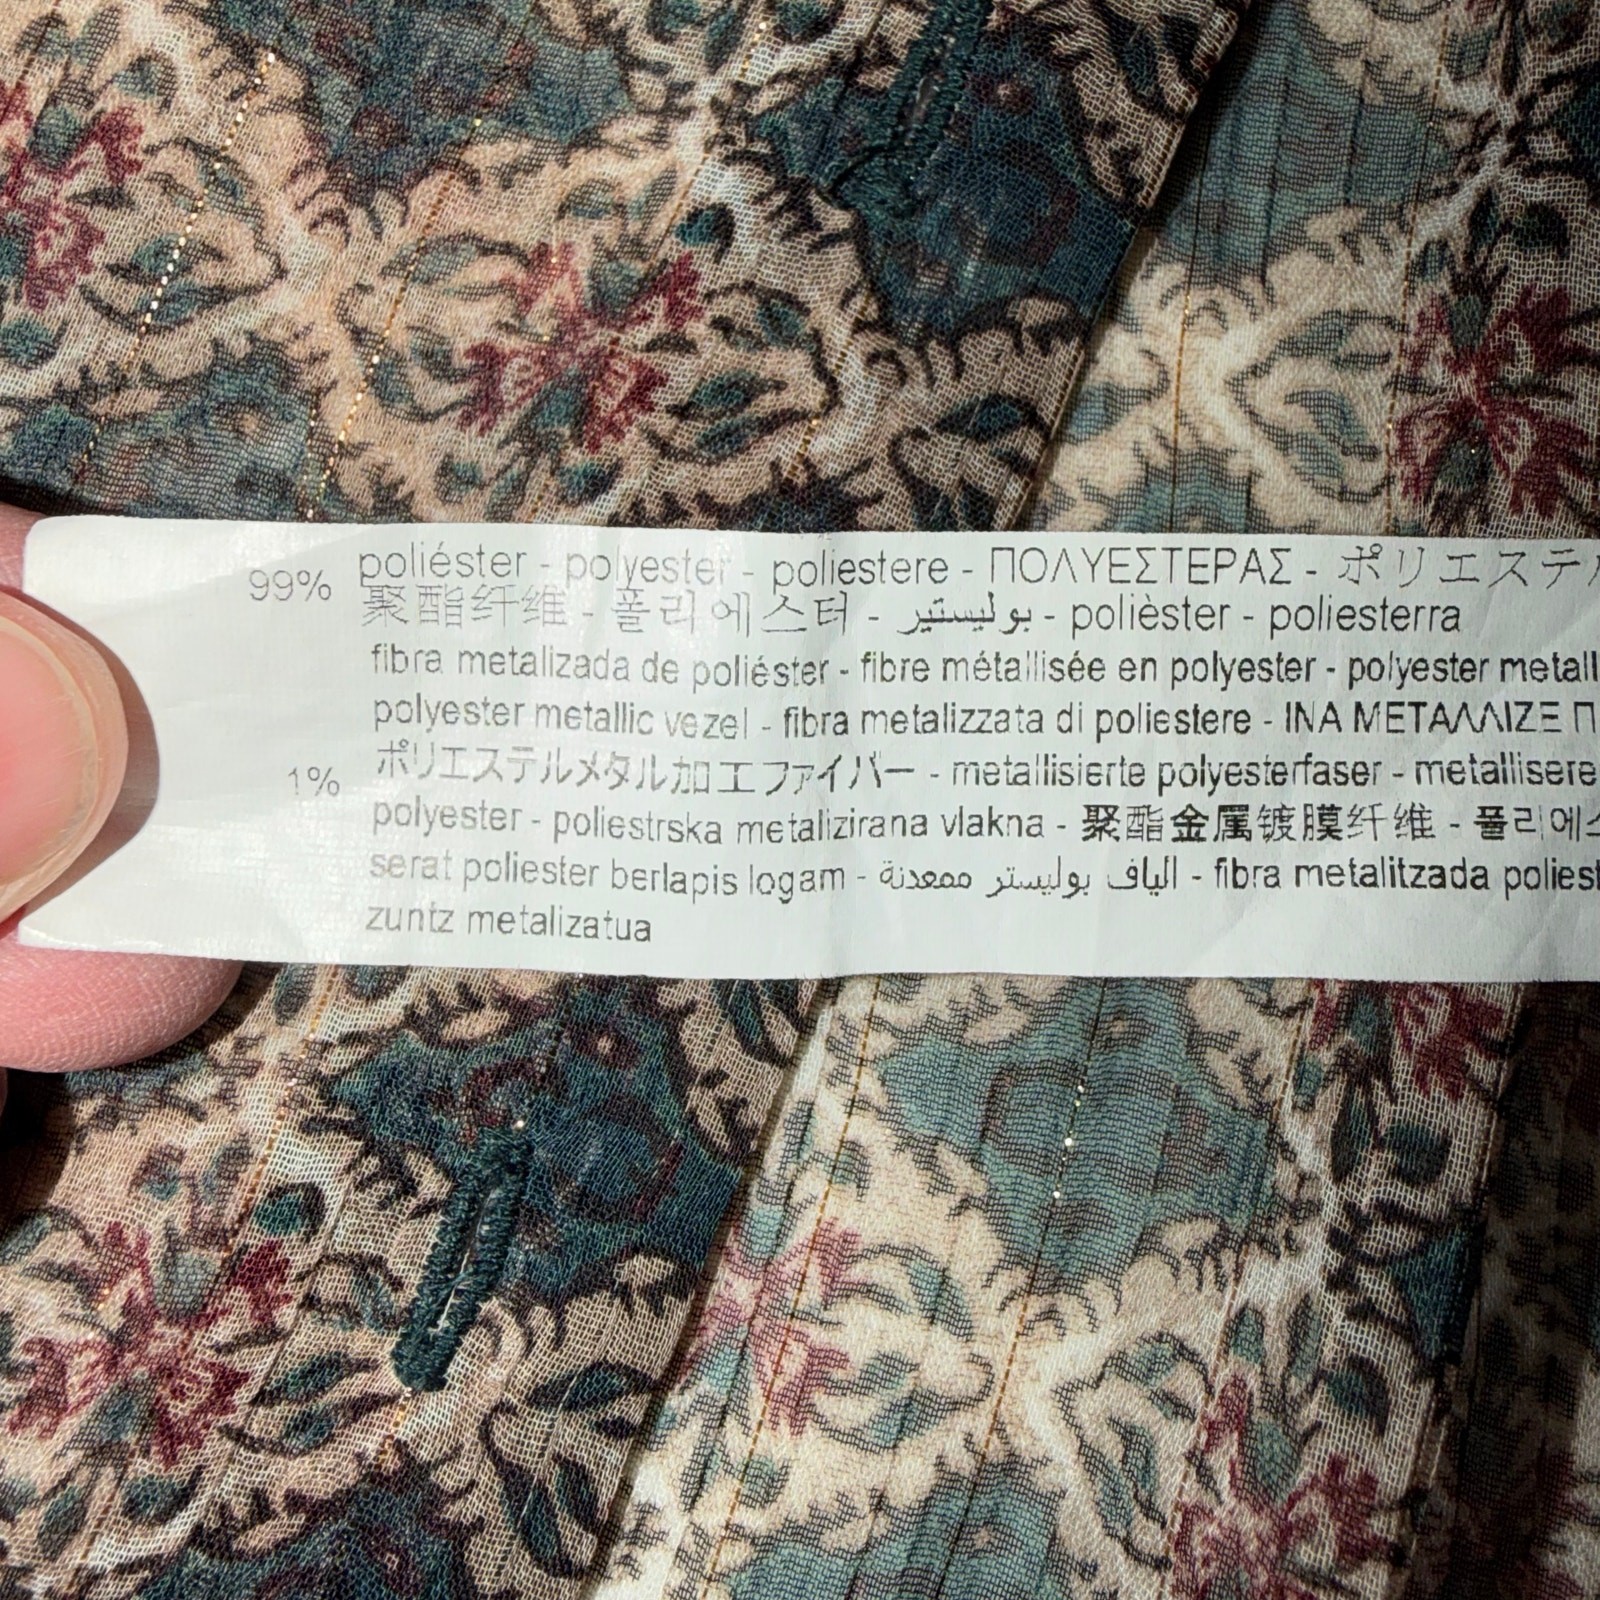 99% poliéster - polyester - poliestere - ΠΟΛΥΕΣΤΕΡΑΣ - ポリエステ
聚酯纤维 - 폴리에스터 - بوليستير - polièster - poliesterra
fibra metalizada de poliéster - fibre métallisée en polyester - polyester metall
polyester metallic vezel - fibra metalizzata di poliestere - ΙΝΑ ΜΕΤΑΛΛΙΖΕ Π
1% ポリエステルメタル加工ファイバー - metallisierte polyesterfaser - metallisere
polyester - poliestrska metalizirana vlakna - 聚酯金属镀膜纤维 - 폴리에스
serat poliester berlapis logam - الياف بوليستر ممعدنة - fibra metalitzada poliest
zuntz metalizatua